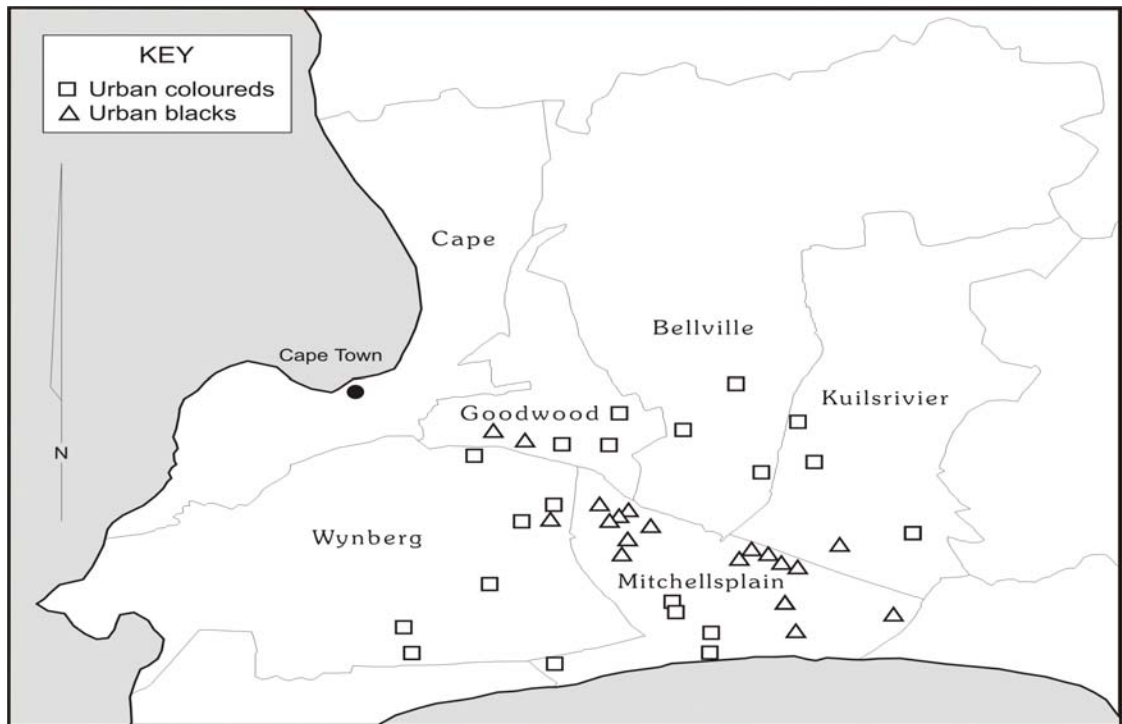 KEY
Urban coloureds
Urban blacks
Cape
Bellville
Cape Town
Kuilsrivier
Goodwood
N
Wynberg
Mitchellsplain